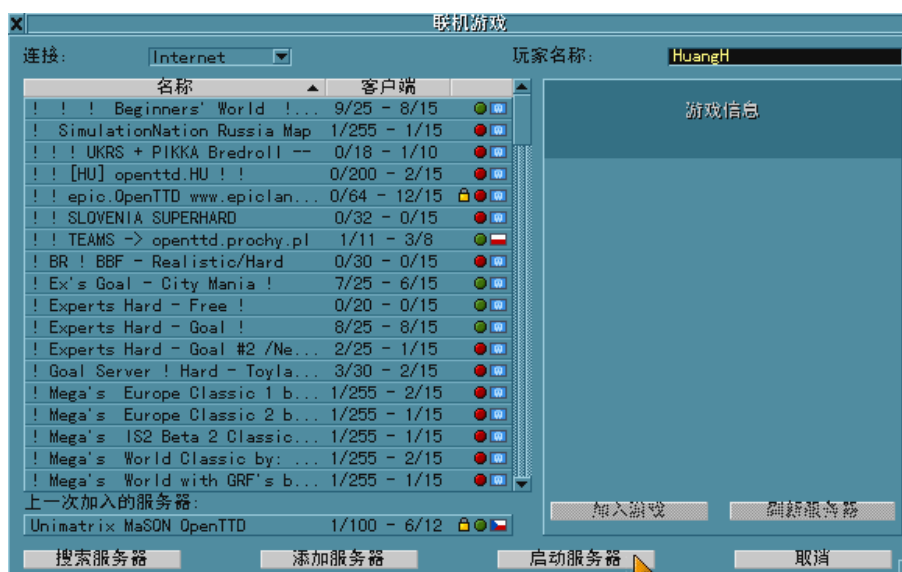 联机游戏
连接: Internet 玩家名称: HuangH
名称 客户端
! ! ! Beginners' World !... 9/25 - 8/15
! SimulationNation Russia Map 1/255 - 1/15
! ! ! UKRS + PIKKA Bredroll -- 0/18 - 1/10
! ! [HU] openttd.HU ! ! 0/200 - 2/15
! ! epic.OpenTTD www.epiclan... 0/64 - 12/15
! ! SLOVENIA SUPERHARD 0/32 - 0/15
! ! TEAMS -> openttd.prochy.pl 1/11 - 3/8
! BR ! BBF - Realistic/Hard 0/30 - 0/15
! Ex's Goal - City Mania ! 7/25 - 6/15
! Experts Hard - Free ! 0/20 - 0/15
! Experts Hard - Goal ! 8/25 - 8/15
! Experts Hard - Goal #2 /Ne... 2/25 - 1/15
! Goal Server ! Hard - Toyla... 3/30 - 2/15
! Mega's Europe Classic 1 b... 1/255 - 2/15
! Mega's Europe Classic 2 b... 1/255 - 1/15
! Mega's IS2 Beta 2 Classic... 1/255 - 1/15
! Mega's World Classic by: ... 1/255 - 2/15
! Mega's World with GRF's b... 1/255 - 1/15
上一次加入的服务器:
Unimatrix MaSON OpenTTD 1/100 - 6/12
游戏信息
加入游戏 刷新服务器
搜索服务器 添加服务器 启动服务器 取消